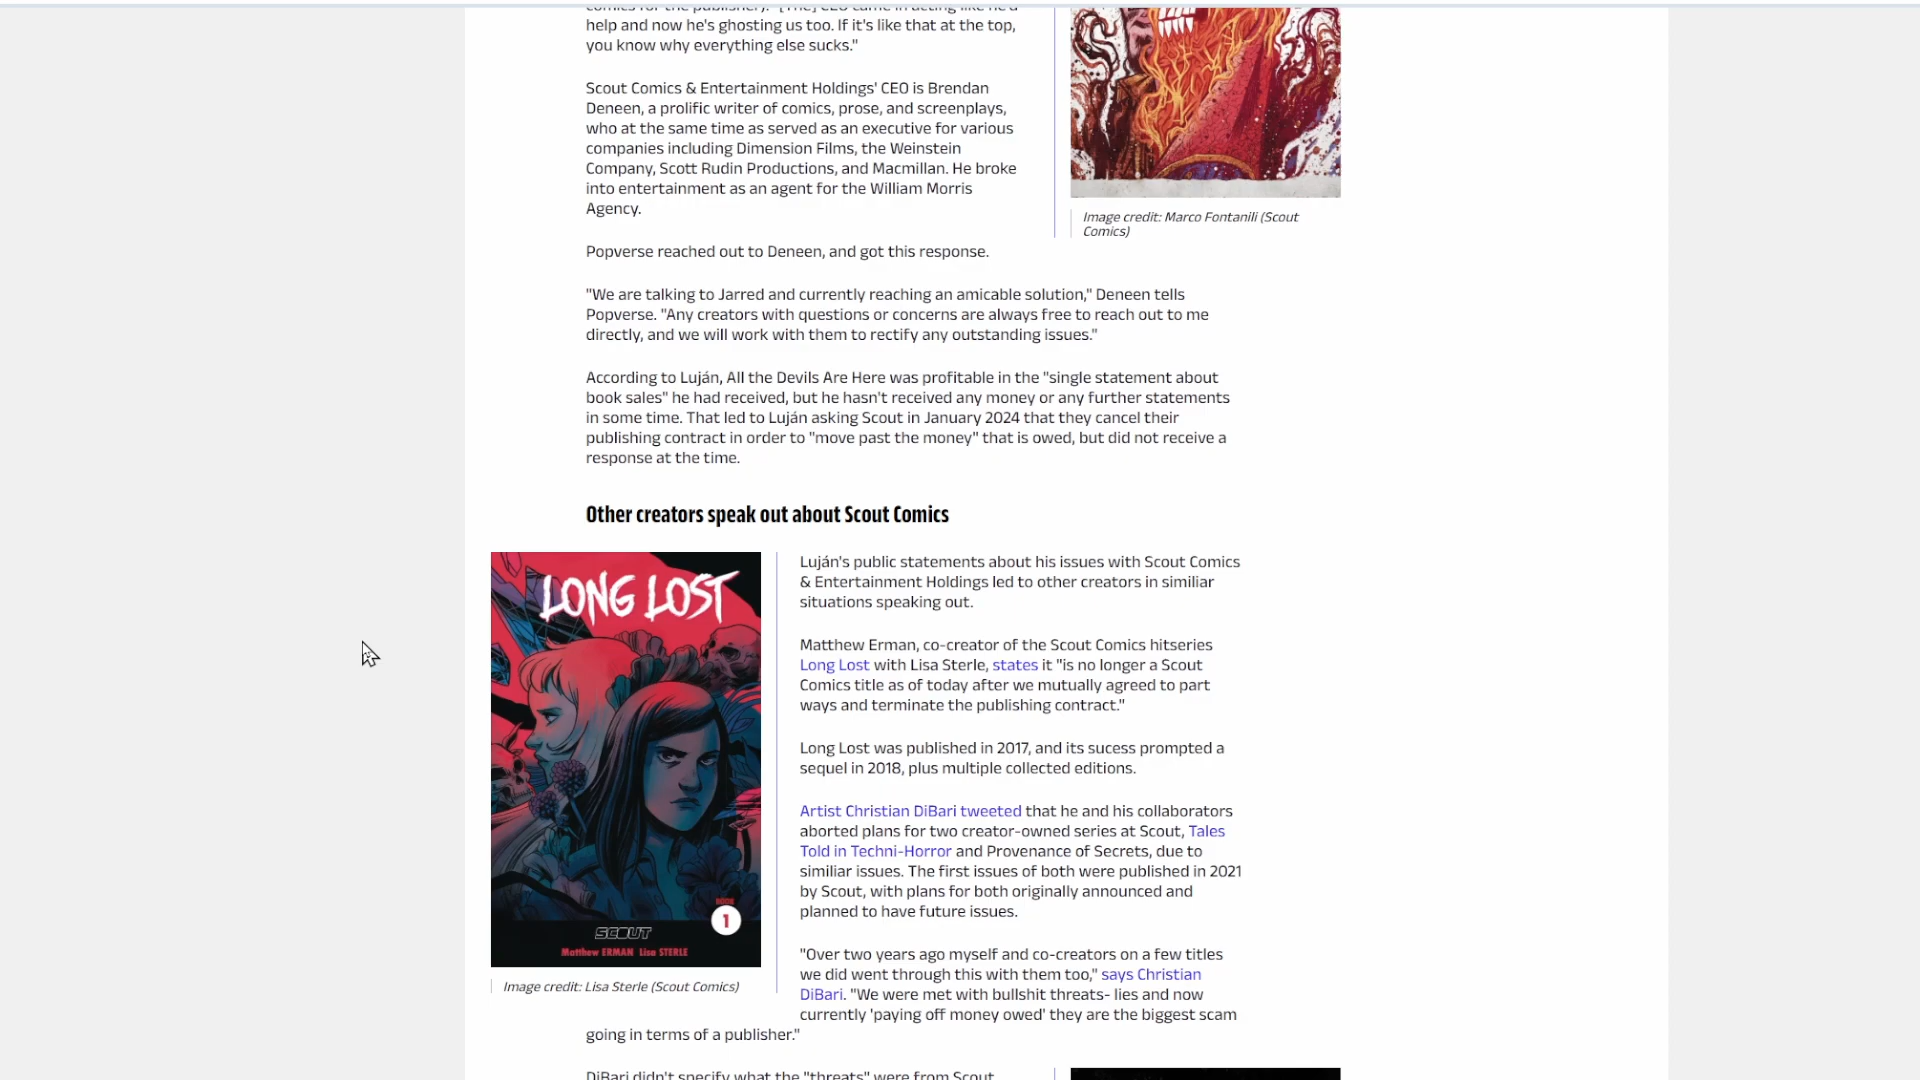 comics for the publisher). "[The] CEO came in acting like he'd
help and now he's ghosting us too. If it's like that at the top,
you know why everything else sucks."
Scout Comics & Entertainment Holdings' CEO is Brendan
Deneen, a prolific writer of comics, prose, and screenplays,
who at the same time as served as an executive for various
companies including Dimension Films, the Weinstein
Company, Scott Rudin Productions, and Macmillan. He broke
into entertainment as an agent for the William Morris
Agency.
Image credit: Marco Fontanili (Scout
Comics)
Popverse reached out to Deneen, and got this response.
"We are talking to Jarred and currently reaching an amicable solution," Deneen tells
Popverse. "Any creators with questions or concerns are always free to reach out to me
directly, and we will work with them to rectify any outstanding issues."
According to Luján, All the Devils Are Here was profitable in the "single statement about
book sales" he had received, but he hasn't received any money or any further statements
in some time. That led to Luján asking Scout in January 2024 that they cancel their
publishing contract in order to "move past the money" that is owed, but did not receive a
response at the time.
Other creators speak out about Scout Comics
LONG LOST
BOOK
1
SCOUT
Matthew ERMAN Lisa STERLE
Image credit: Lisa Sterle (Scout Comics)
Luján's public statements about his issues with Scout Comics
& Entertainment Holdings led to other creators in similiar
situations speaking out.
Matthew Erman, co-creator of the Scout Comics hitseries
Long Lost with Lisa Sterle, states it "is no longer a Scout
Comics title as of today after we mutually agreed to part
ways and terminate the publishing contract."
Long Lost was published in 2017, and its sucess prompted a
sequel in 2018, plus multiple collected editions.
Artist Christian DiBari tweeted that he and his collaborators
aborted plans for two creator-owned series at Scout, Tales
Told in Techni-Horror and Provenance of Secrets, due to
similiar issues. The first issues of both were published in 2021
by Scout, with plans for both originally announced and
planned to have future issues.
"Over two years ago myself and co-creators on a few titles
we did went through this with them too," says Christian
DiBari. "We were met with bullshit threats- lies and now
currently 'paying off money owed' they are the biggest scam
going in terms of a publisher."
DiBari didn't specify what the "threats" were from Scout